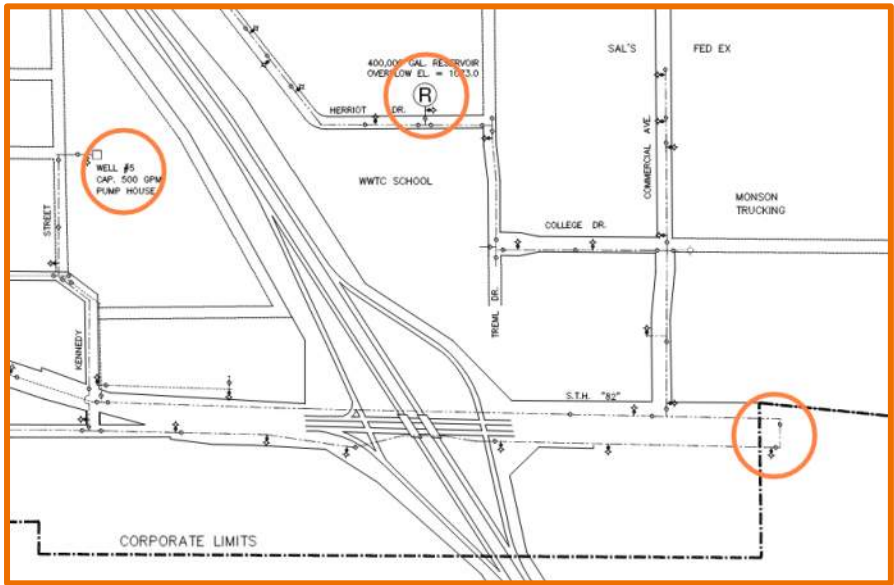 400,000 GAL. RESERVOIR
OVERFLOW EL. = 1073.0
R
SAL'S
FED EX
HERRIOT DR.
COMMERCIAL AVE.
WELL #5
CAP. 500 GPM
PUMP HOUSE
WWTC SCHOOL
MONSON
TRUCKING
STREET
COLLEGE DR.
TREML DR.
KENNEDY
S.T.H. "82"
CORPORATE LIMITS